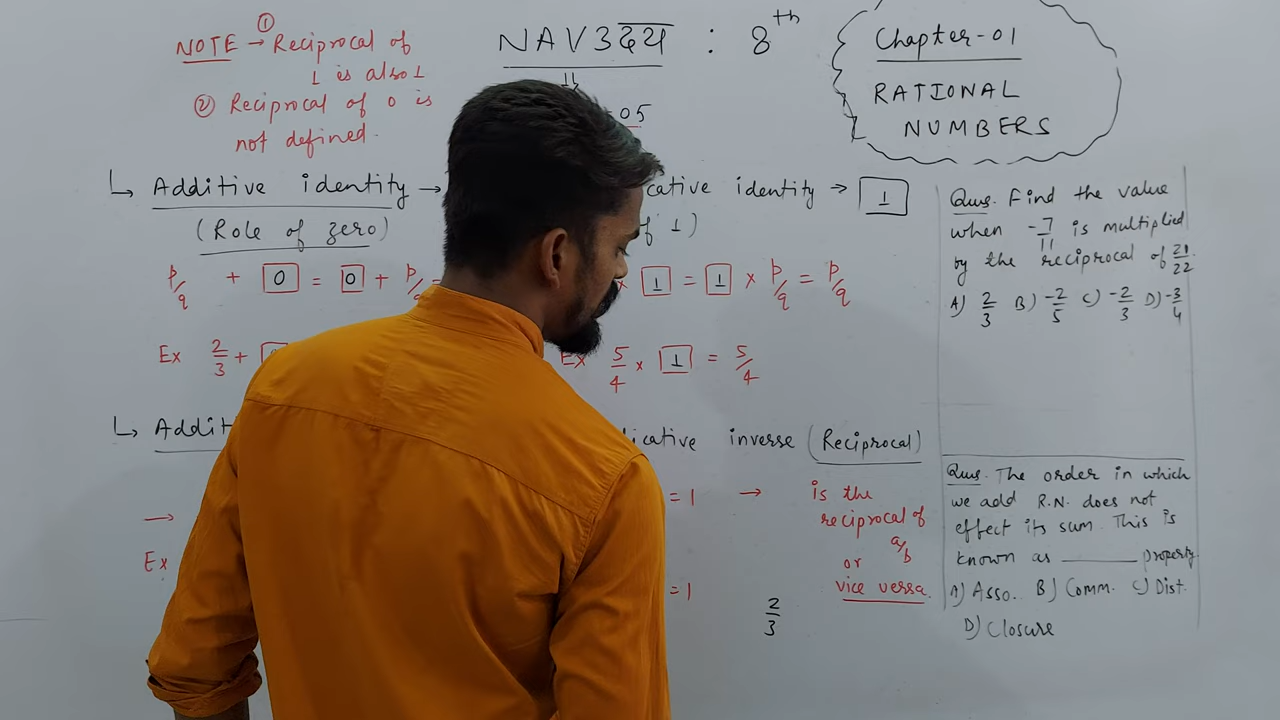 NOTE → ① Reciprocal of
1 is also 1
② Reciprocal of 0 is
not defined.
NAV3देय : 8th
05
Chapter-01
RATIONAL
NUMBERS
↳ Additive identity →
(Role of zero)
p/q + 0 = 0 + p/q =
Ex 2/3 +
cative identity → 1
of 1)
× 1 = 1 × p/q = p/q
Ex 5/4 × 1 = 5/4
↳ Addit
→
Ex
licative inverse (Reciprocal)
= 1 → is the
reciprocal of
a/b
or
vice versa.
= 1
2/3
Ques. Find the value
when -7/11 is multiplied
by the reciprocal of 21/22.
A) 2/3 B) -2/5 C) -2/3 D) -3/4
Ques. The order in which
we add R.N. does not
effect its sum. This is
known as ______ property.
A) Asso. B) Comm. C) Dist.
D) Closure